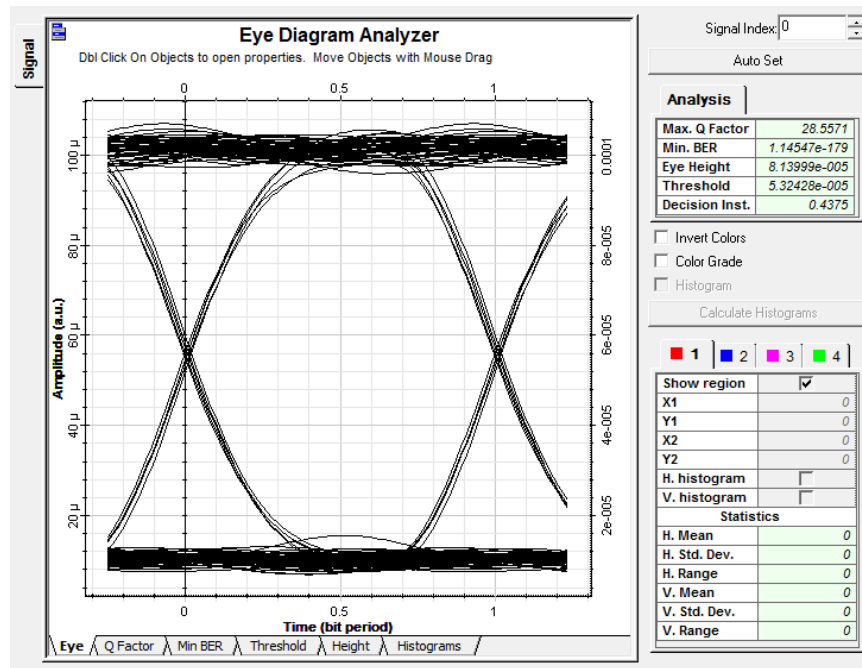 Signal
Eye Diagram Analyzer
Dbl Click On Objects to open properties. Move Objects with Mouse Drag
0 0.5 1
100 µ
80 µ
60 µ
40 µ
20 µ
Amplitude (a.u.)
0.0001
8e-005
6e-005
4e-005
2e-005
0 0.5 1
Time (bit period)
Eye Q Factor Min BER Threshold Height Histograms
Signal Index: 0
Auto Set
Analysis
Max. Q Factor 28.5571
Min. BER 1.14547e-179
Eye Height 8.13999e-005
Threshold 5.32428e-005
Decision Inst. 0.4375
Invert Colors
Color Grade
Histogram
Calculate Histograms
1 2 3 4
Show region
X1 0
Y1 0
X2 0
Y2 0
H. histogram
V. histogram
Statistics
H. Mean 0
H. Std. Dev. 0
H. Range 0
V. Mean 0
V. Std. Dev. 0
V. Range 0